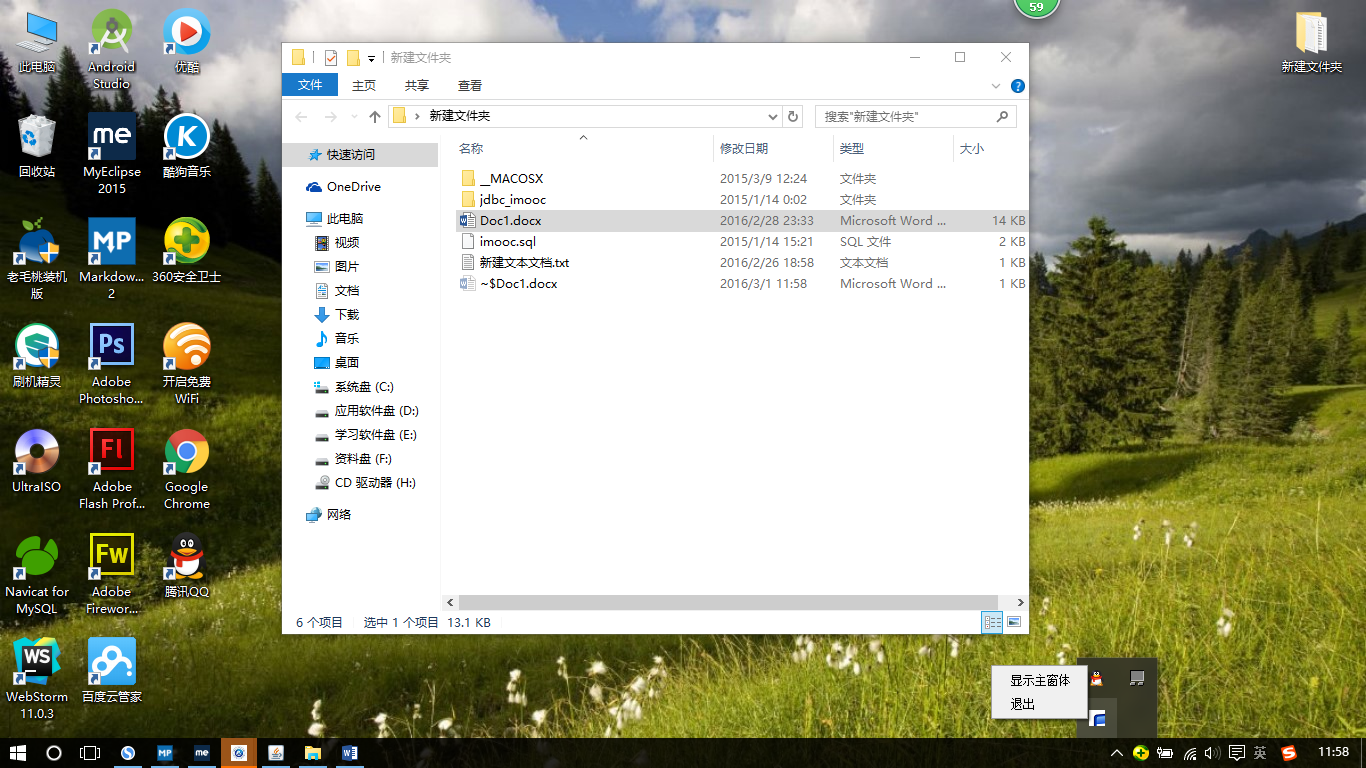 59
此电脑
Android
Studio
优酷
回收站
MyEclipse
2015
酷狗音乐
老毛桃装机
版
Markdow...
2
360安全卫士
刷机精灵
Adobe
Photosho...
开启免费
WiFi
UltraISO
Adobe
Flash Prof...
Google
Chrome
Navicat for
MySQL
Adobe
Firewor...
腾讯QQ
WebStorm
11.0.3
百度云管家
me
MP
K
Ps
Fl
Fw
WS
新建文件夹
新建文件夹
文件 主页 共享 查看
新建文件夹
搜索"新建文件夹"
名称 修改日期 类型 大小
快速访问
OneDrive
此电脑
视频
图片
文档
下载
音乐
桌面
系统盘 (C:)
应用软件盘 (D:)
学习软件盘 (E:)
资料盘 (F:)
CD 驱动器 (H:)
网络
__MACOSX 2015/3/9 12:24 文件夹
jdbc_imooc 2015/1/14 0:02 文件夹
Doc1.docx 2016/2/28 23:33 Microsoft Word ... 14 KB
imooc.sql 2015/1/14 15:21 SQL 文件 2 KB
新建文本文档.txt 2016/2/26 18:58 文本文档 1 KB
~$Doc1.docx 2016/3/1 11:58 Microsoft Word ... 1 KB
6 个项目 选中 1 个项目 13.1 KB
显示主窗体
退出
MP
me
英
11:58